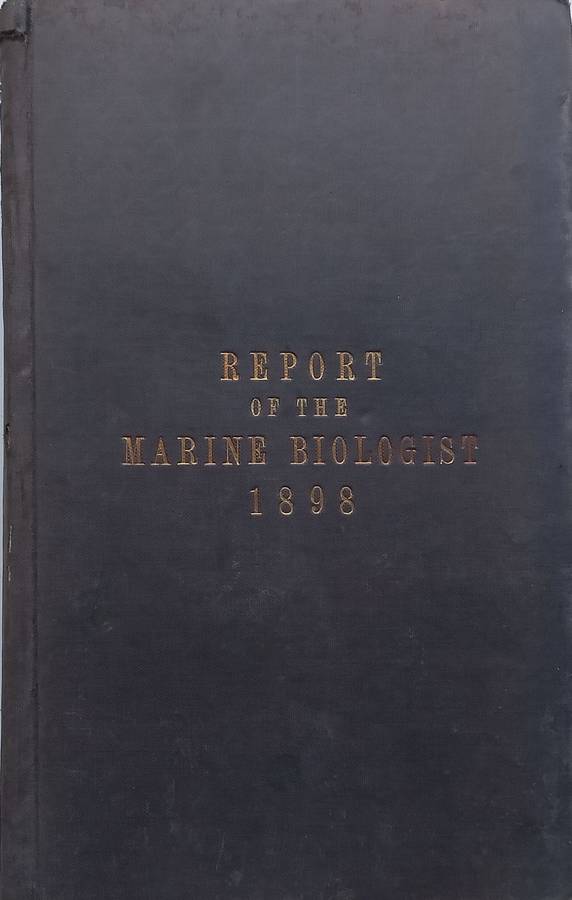 REPORT
OF THE
MARINE BIOLOGIST
1898